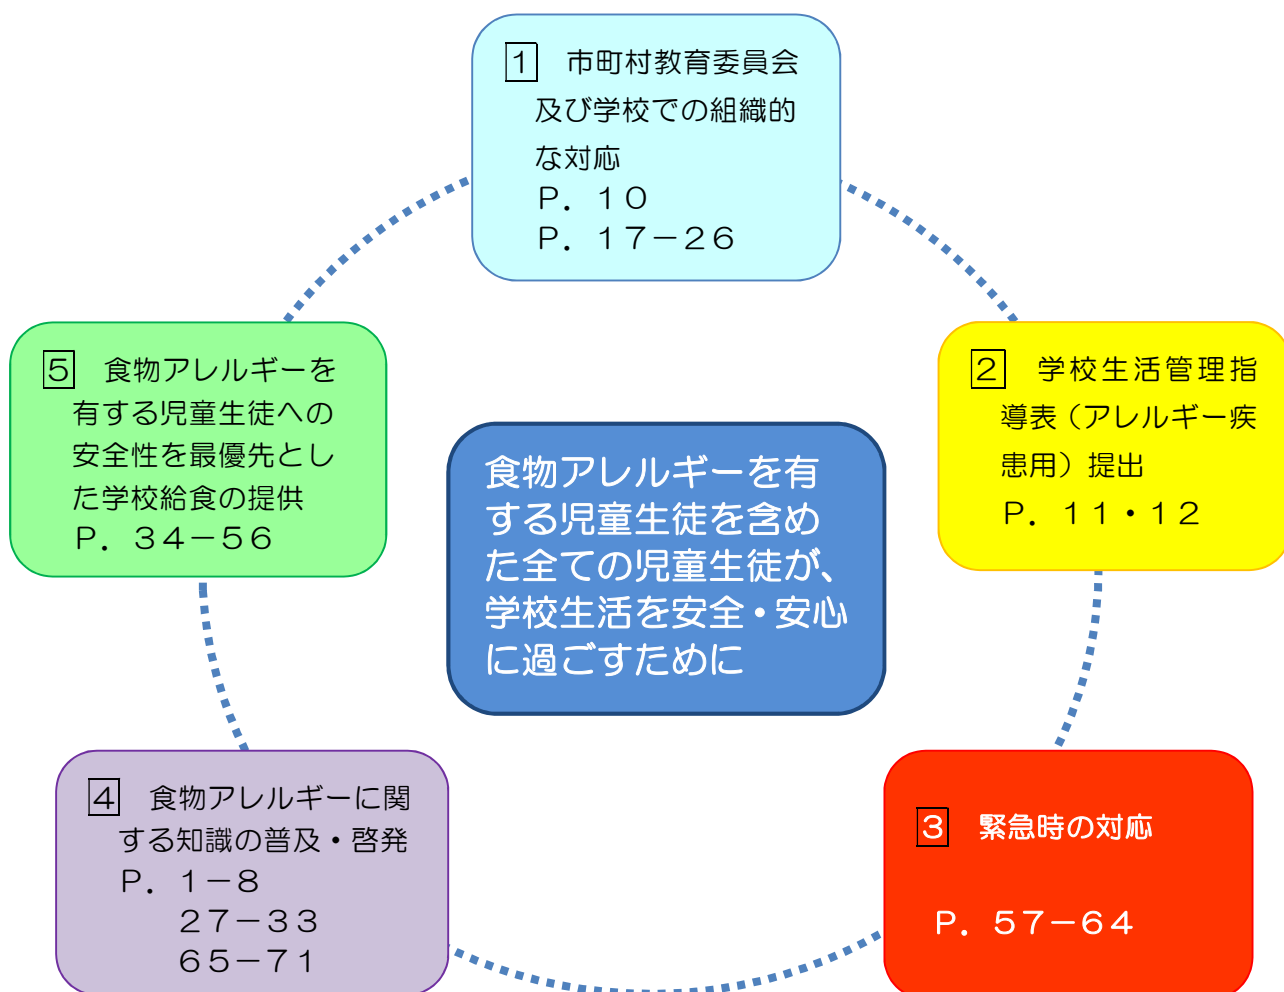 1 市町村教育委員会
及び学校での組織的
な対応
P．10
P．17－26
2 学校生活管理指
導表（アレルギー疾
患用）提出
P．11・12
3 緊急時の対応
P．57－64
4 食物アレルギーに関
する知識の普及・啓発
P．1－8
27－33
65－71
5 食物アレルギーを
有する児童生徒への
安全性を最優先とし
た学校給食の提供
P．34－56
食物アレルギーを有
する児童生徒を含め
た全ての児童生徒が、
学校生活を安全・安心
に過ごすために